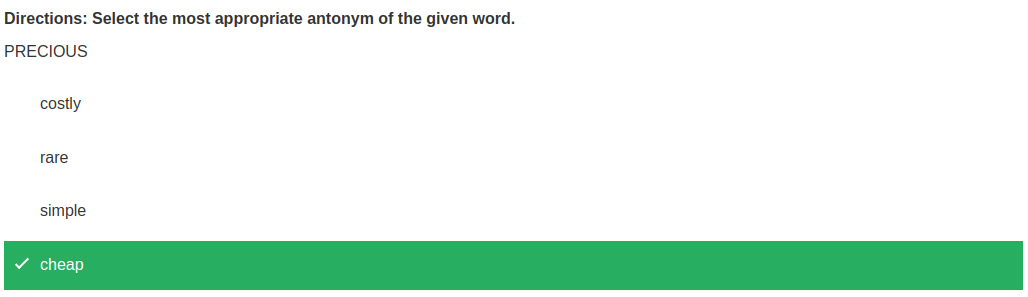 Directions: Select the most appropriate antonym of the given word.
PRECIOUS
costly
rare
simple
cheap